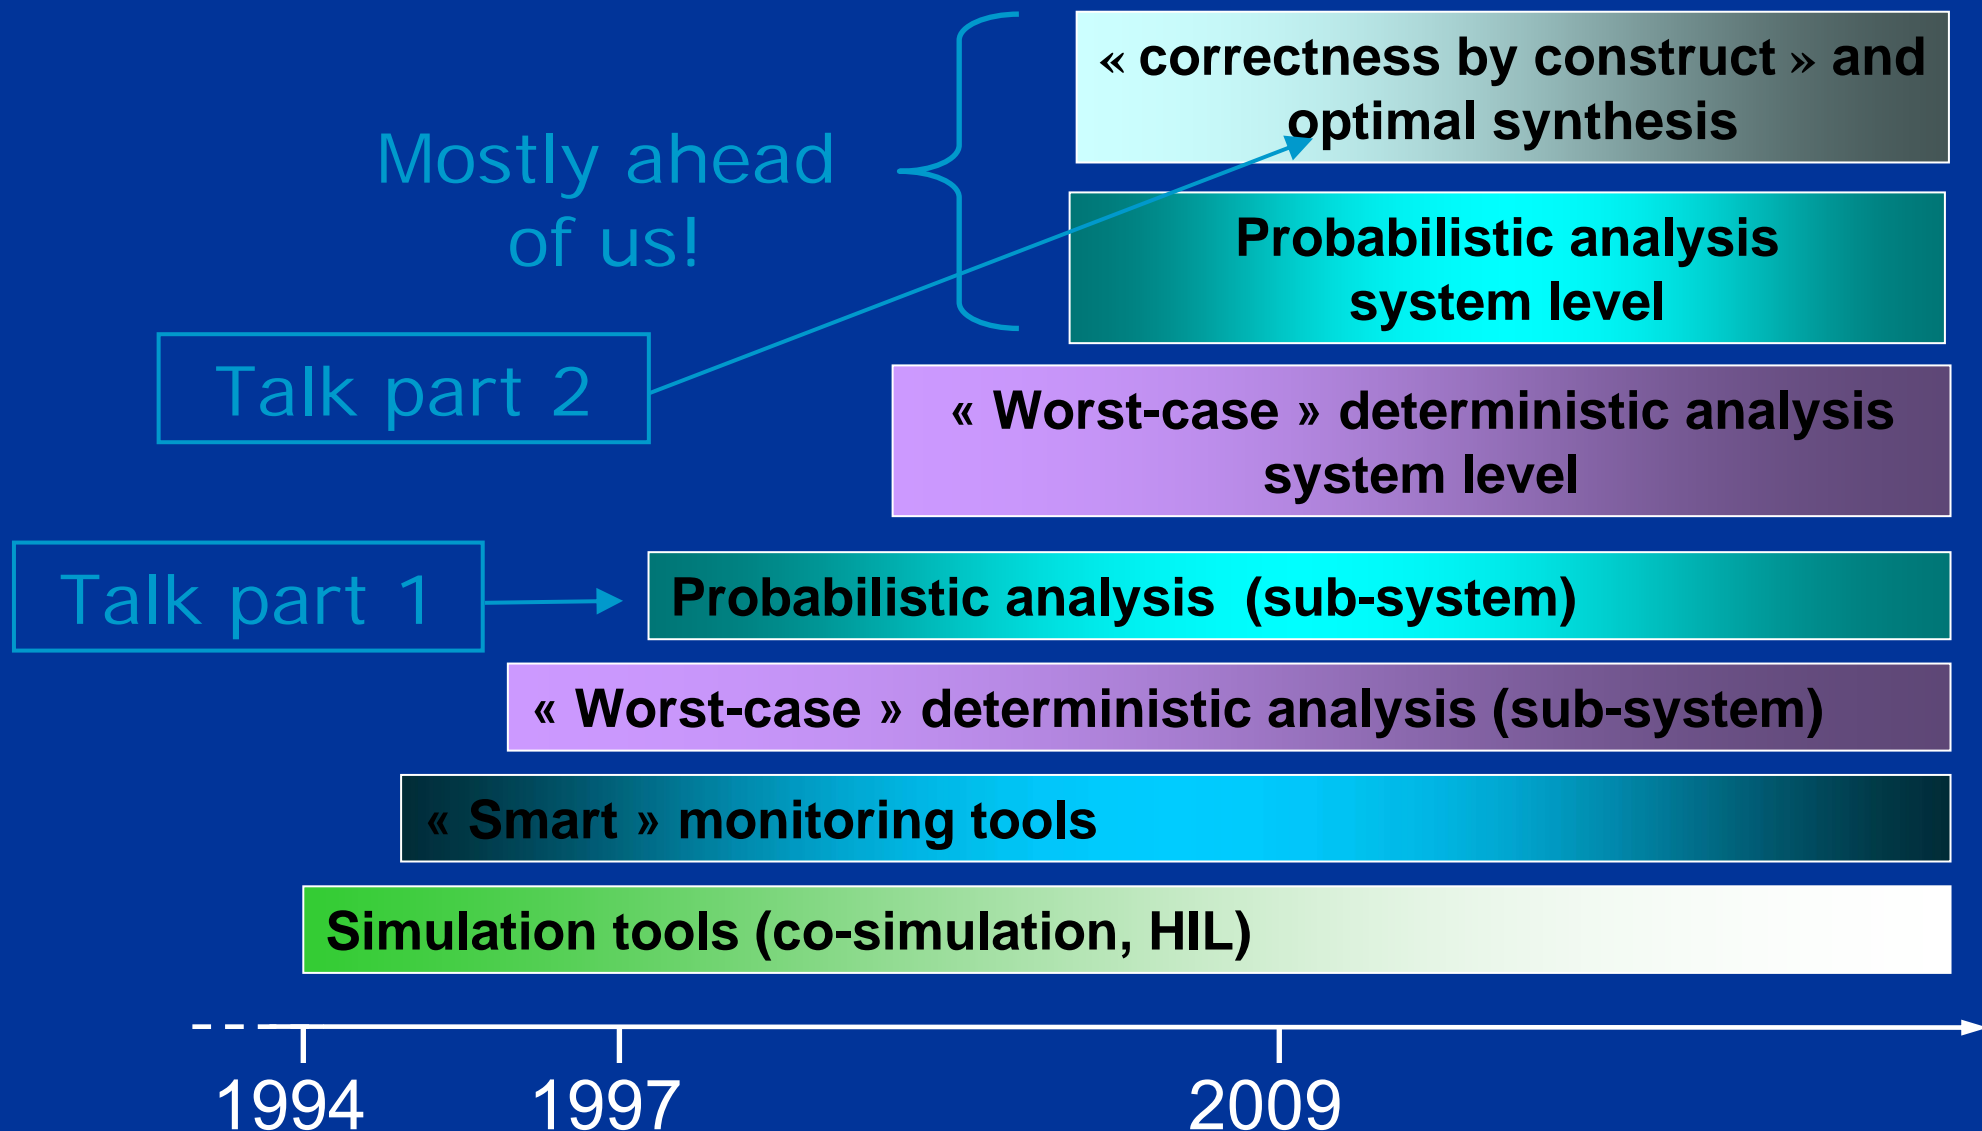 « correctness by construct » and
optimal synthesis
Mostly ahead
of us!
Probabilistic analysis
system level
Talk part 2
« Worst-case » deterministic analysis
system level
Talk part 1
Probabilistic analysis (sub-system)
« Worst-case » deterministic analysis (sub-system)
« Smart » monitoring tools
Simulation tools (co-simulation, HIL)
1994 1997 2009